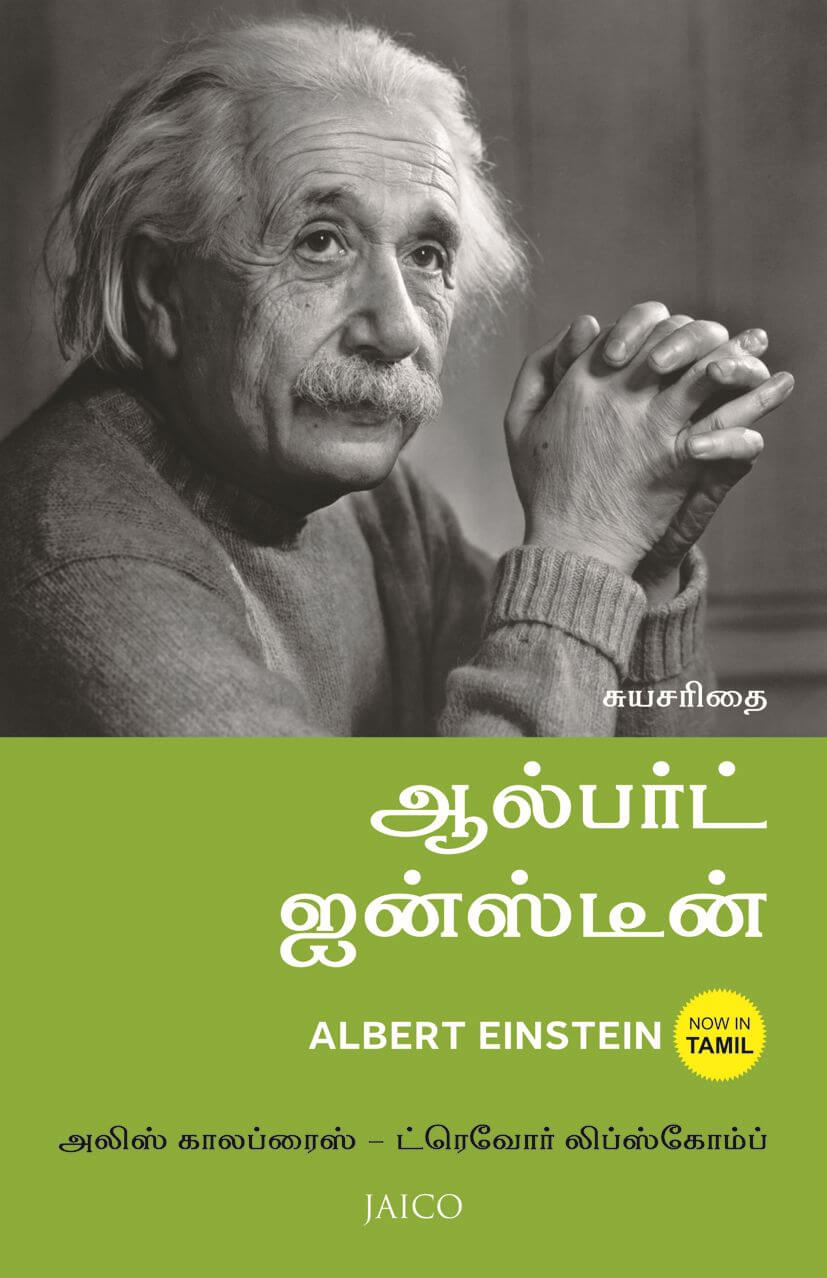 சுயசரிதை
ஆல்பர்ட்
ஐன்ஸ்டீன்
ALBERT EINSTEIN
NOW IN
TAMIL
அலிஸ் காலப்ரைஸ் – ட்ரெவோர் லிப்ஸ்கோம்ப்
JAICO